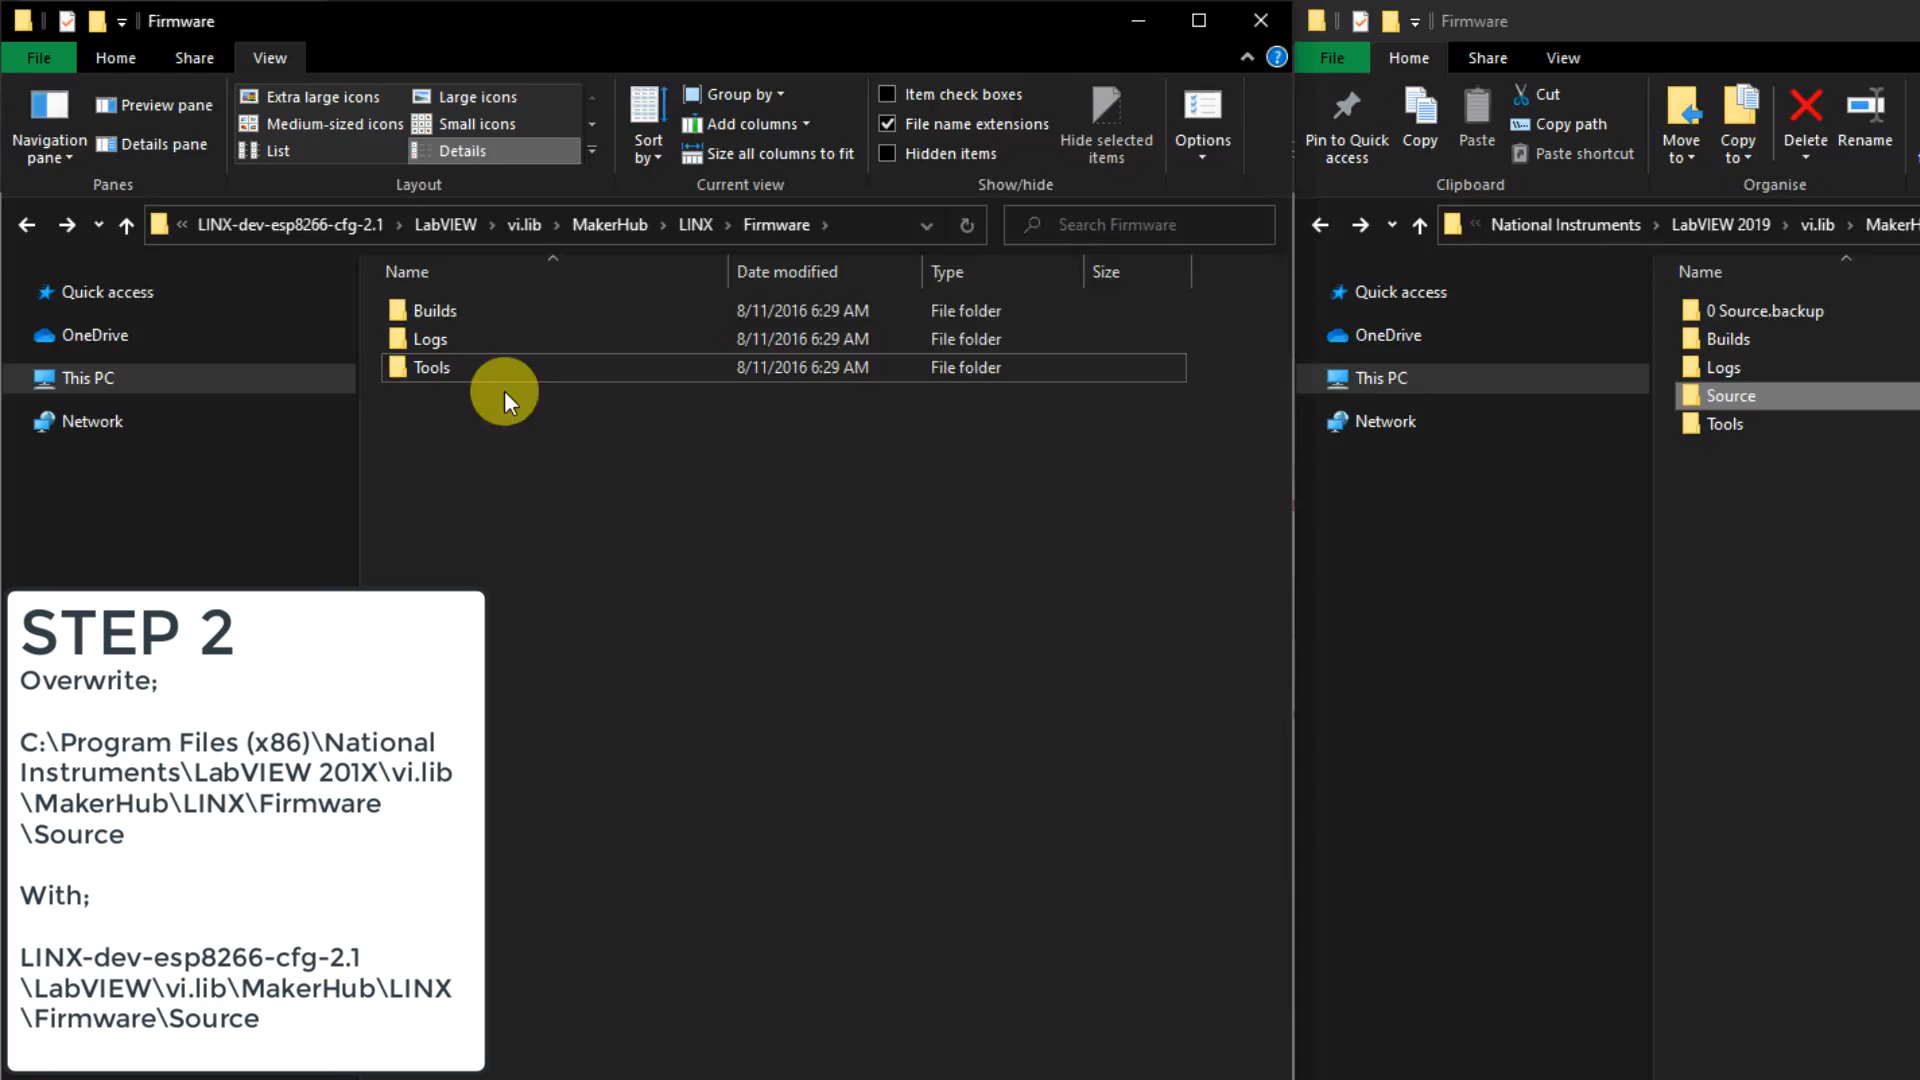 Firmware
File Home Share View
Navigation pane
Preview pane
Details pane
Panes
Extra large icons Large icons
Medium-sized icons Small icons
List Details
Layout
Sort by
Group by
Add columns
Size all columns to fit
Current view
Item check boxes
File name extensions
Hidden items
Hide selected items
Show/hide
Options
« LINX-dev-esp8266-cfg-2.1 › LabVIEW › vi.lib › MakerHub › LINX › Firmware ›
Search Firmware
Quick access
OneDrive
This PC
Network
Name Date modified Type Size
Builds 8/11/2016 6:29 AM File folder
Logs 8/11/2016 6:29 AM File folder
Tools 8/11/2016 6:29 AM File folder
STEP 2
Overwrite;
C:\Program Files (x86)\National
Instruments\LabVIEW 201X\vi.lib
\MakerHub\LINX\Firmware
\Source
With;
LINX-dev-esp8266-cfg-2.1
\LabVIEW\vi.lib\MakerHub\LINX
\Firmware\Source
Firmware
File Home Share View
Pin to Quick access
Copy
Paste
Cut
Copy path
Paste shortcut
Clipboard
Move to
Copy to
Delete
Rename
Organise
« National Instruments › LabVIEW 2019 › vi.lib › MakerH
Quick access
OneDrive
This PC
Network
Name
0 Source.backup
Builds
Logs
Source
Tools